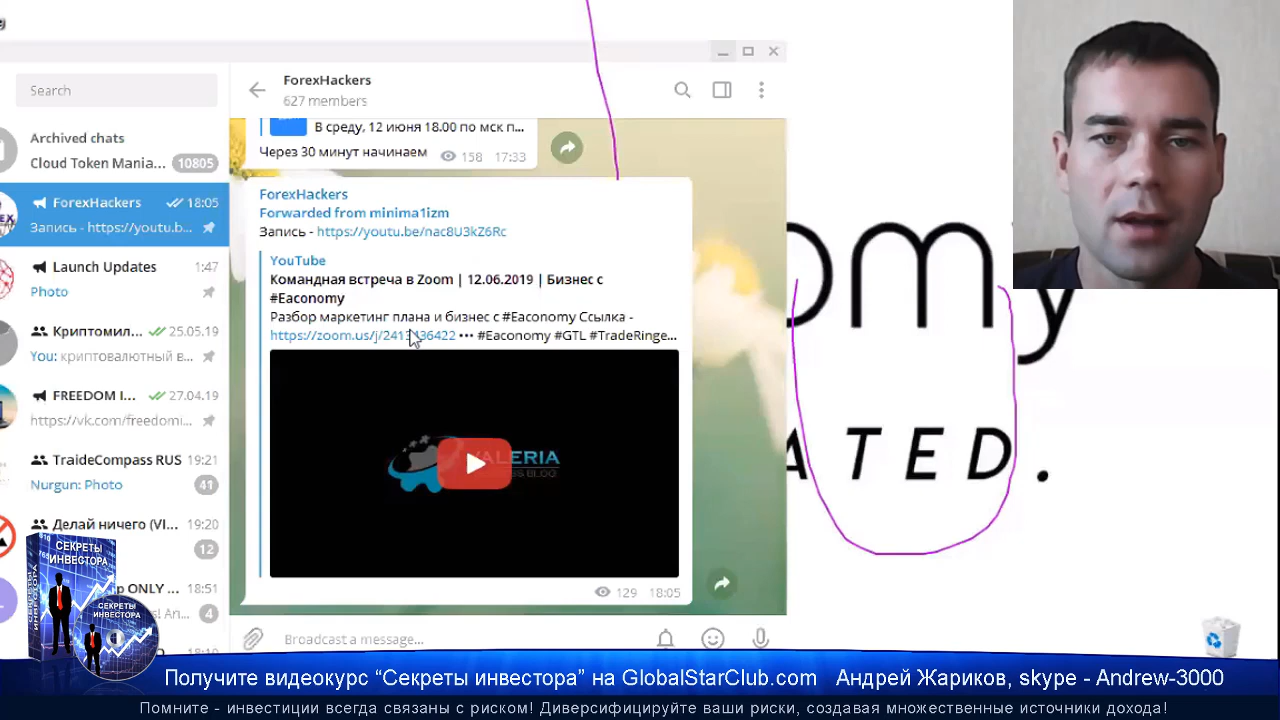 Search
Archived chats
Cloud Token Mania...
10805
ForexHackers
18:05
Запись - https://youtu.b...
Launch Updates
1:47
Photo
Криптомил...
25.05.19
You: криптовалютный в...
FREEDOM I...
27.04.19
https://vk.com/freedomi...
TraideCompass RUS
19:21
Nurgun: Photo
41
Делай ничего (VI...
19:20
12
ONLY ...
18:51
4
ForexHackers
627 members
В среду, 12 июня 18.00 по мск п...
Через 30 минут начинаем
158
17:33
ForexHackers
Forwarded from minima1izm
Запись - https://youtu.be/nac8U3kZ6Rc
YouTube
Командная встреча в Zoom | 12.06.2019 | Бизнес с
#Eaconomy
Разбор маркетинг плана и бизнес с #Eaconomy Ссылка -
••• #Eaconomy #GTL #TradeRinge...
129
18:05
Broadcast a message...
omy
ATED.
СЕКРЕТЫ
ИНВЕСТОРА
СЕКРЕТЫ
ИНВЕСТОРА
Получите видеокурс “Секреты инвестора” на GlobalStarClub.com Андрей Жариков, skype - Andrew-3000
Помните - инвестиции всегда связаны с риском! Диверсифицируйте ваши риски, создавая множественные источники дохода!